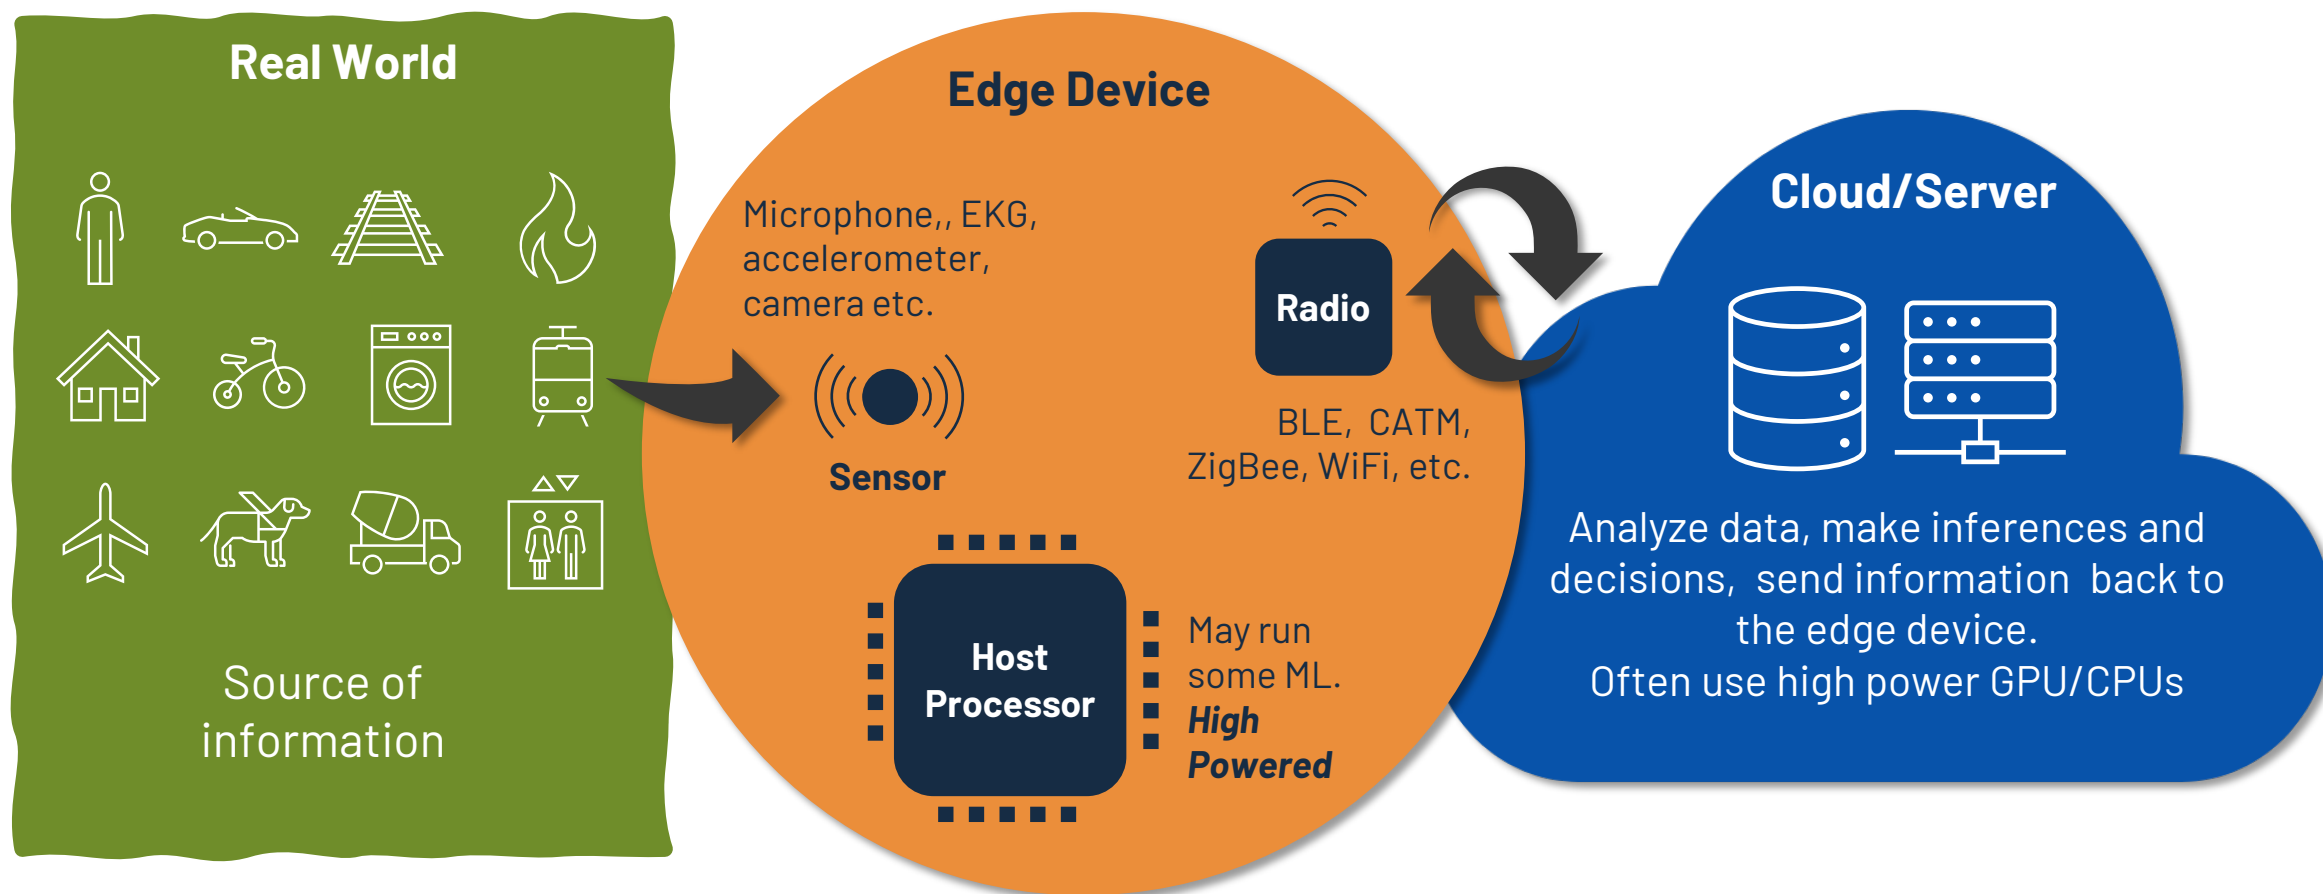 Real World
Source of
information
Edge Device
Microphone,, EKG,
accelerometer,
camera etc.
Sensor
Radio
BLE, CATM,
ZigBee, WiFi, etc.
Host
Processor
May run
some ML.
High
Powered
Cloud/Server
Analyze data, make inferences and
decisions, send information back to
the edge device.
Often use high power GPU/CPUs